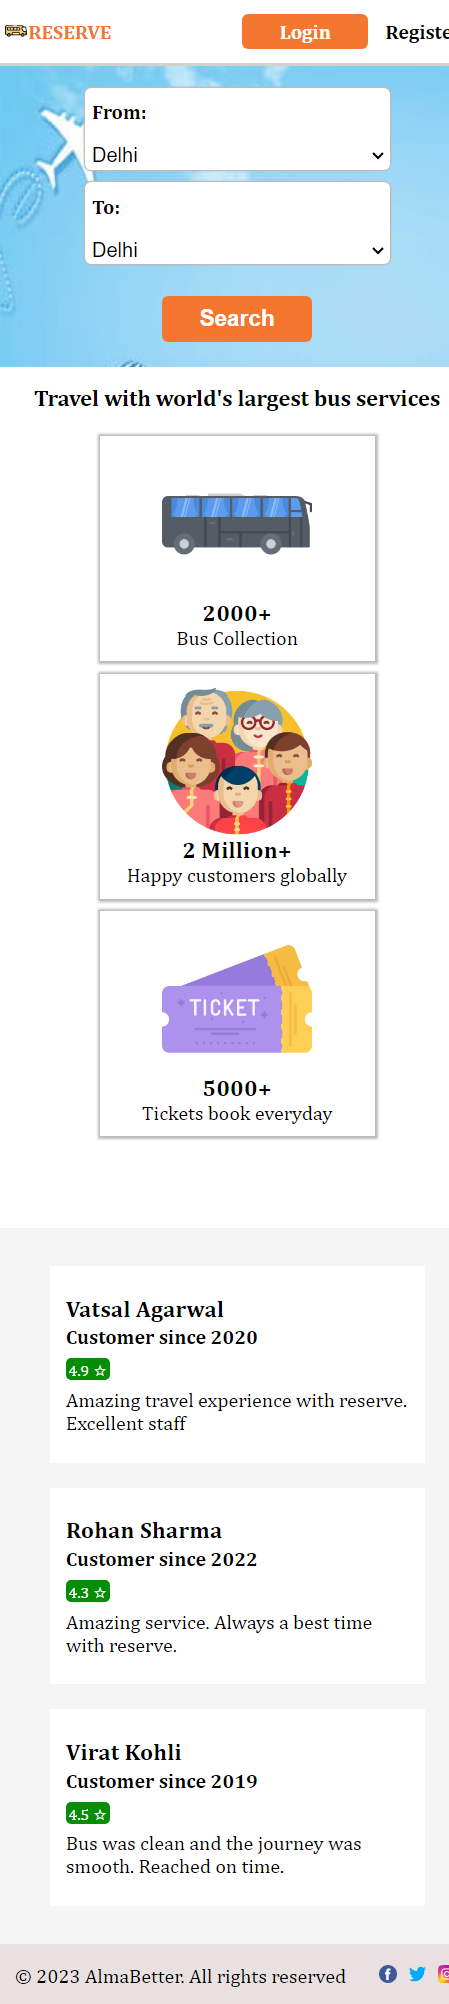 RESERVE
Login
Registe
From:
Delhi
To:
Delhi
Search
Travel with world's largest bus services
2000+
Bus Collection
2 Million+
Happy customers globally
TICKET
5000+
Tickets book everyday
Vatsal Agarwal
Customer since 2020
4.9 ☆
Amazing travel experience with reserve.
Excellent staff
Rohan Sharma
Customer since 2022
4.3 ☆
Amazing service. Always a best time
with reserve.
Virat Kohli
Customer since 2019
4.5 ☆
Bus was clean and the journey was
smooth. Reached on time.
© 2023 AlmaBetter. All rights reserved